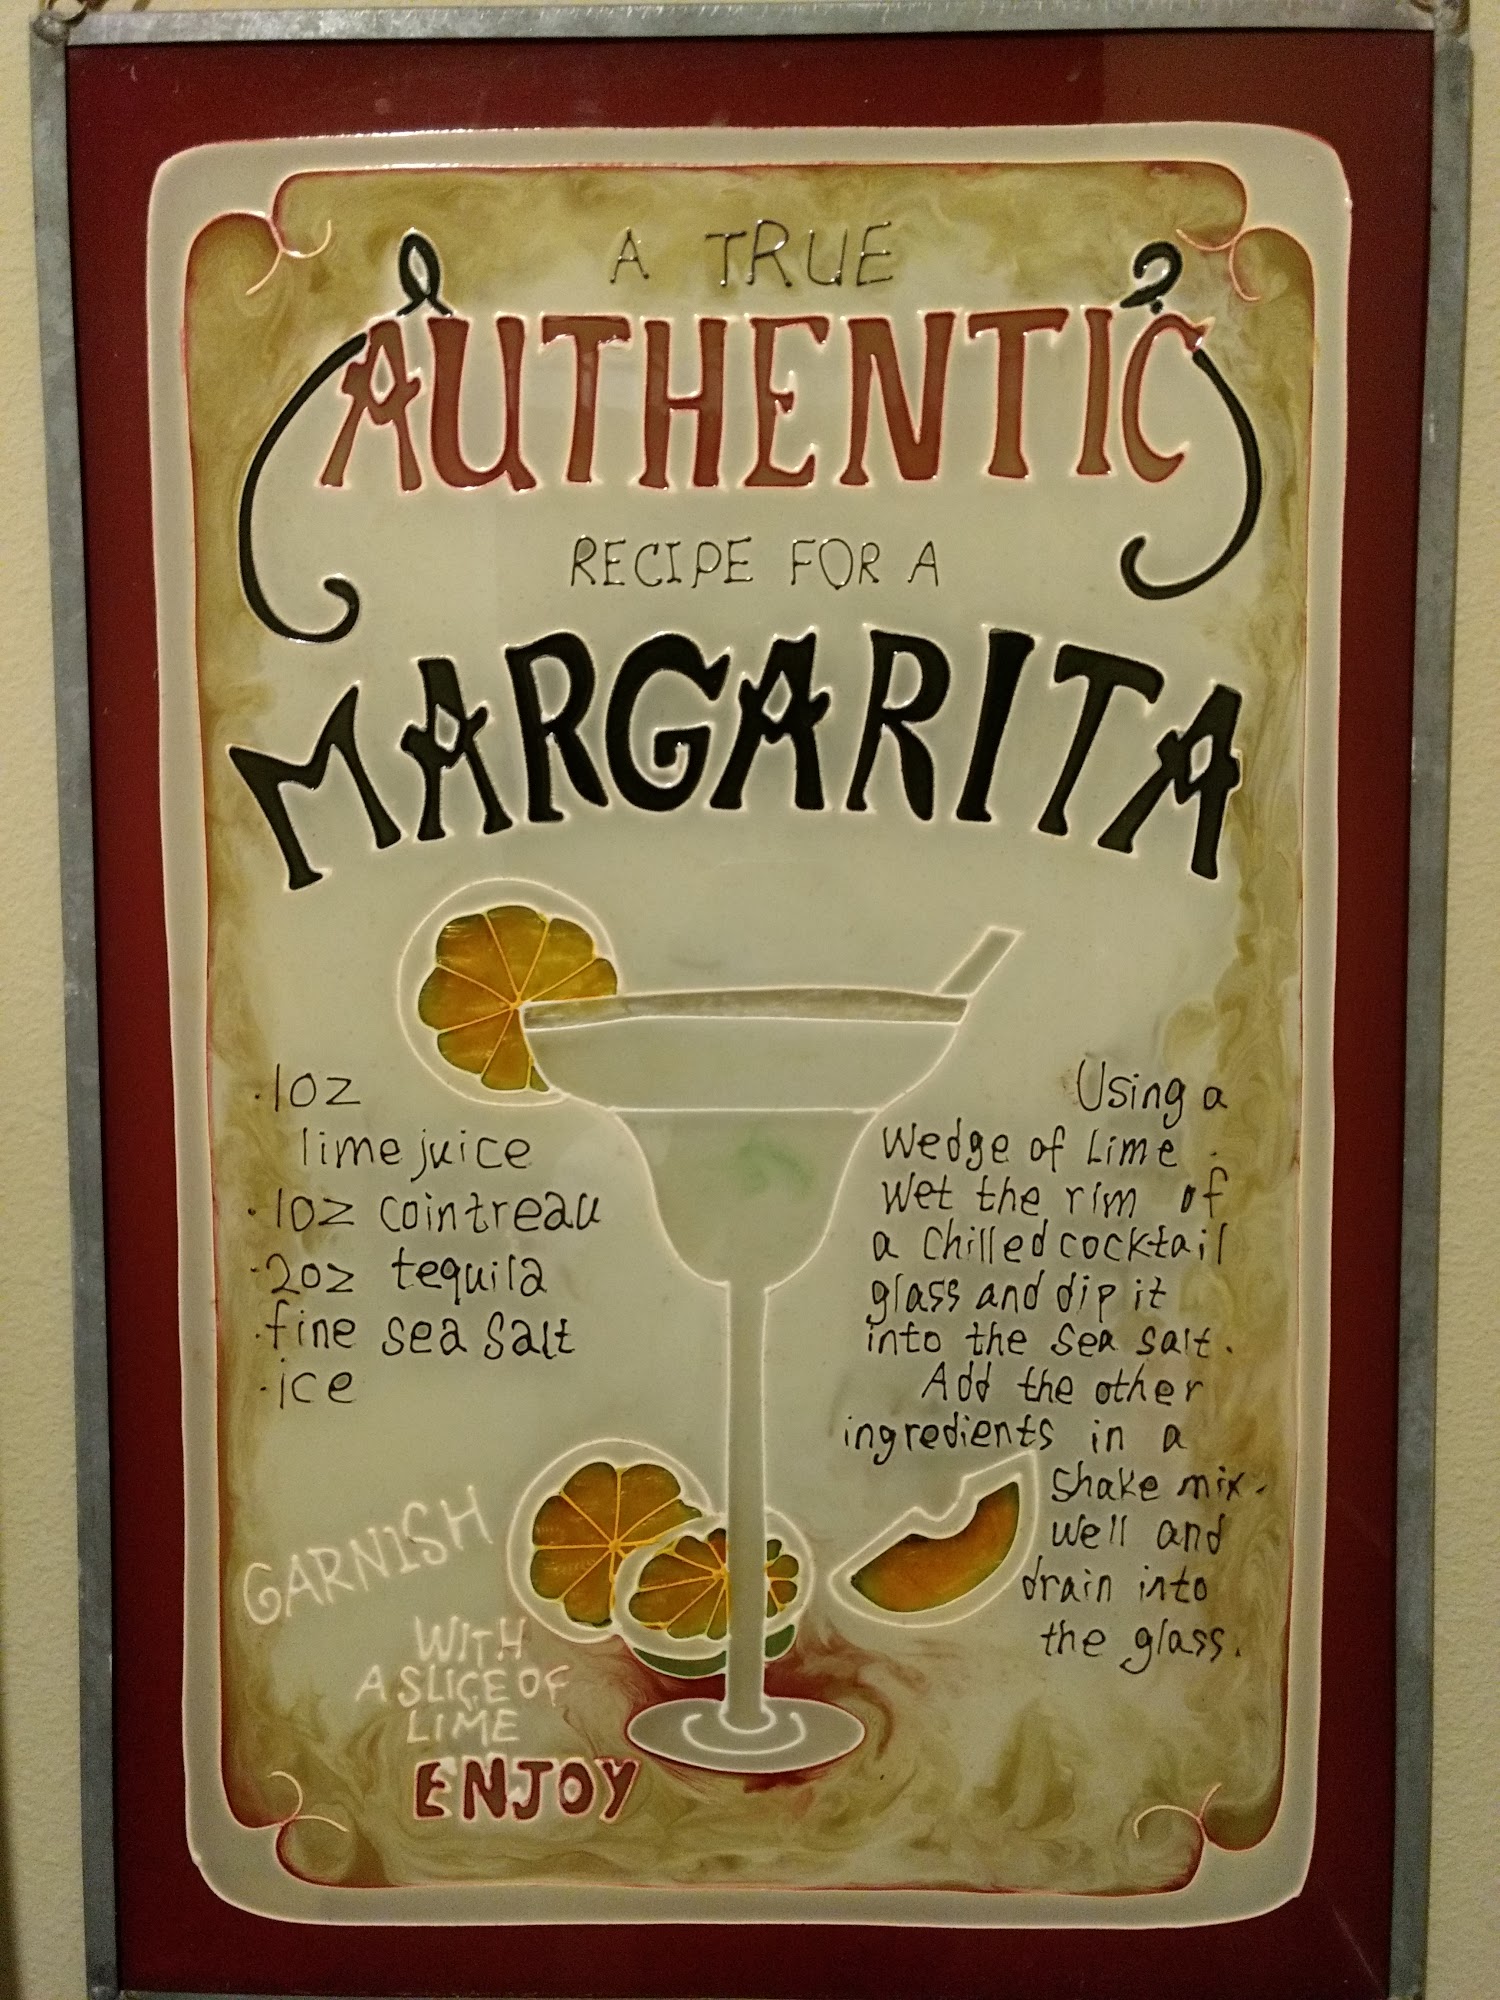 A TRUE
AUTHENTIC
RECIPE FOR A
MARGARITA
·1oz
lime juice
·1oz cointreau
·2oz tequila
·fine sea salt
·ice
Using a
Wedge of Lime.
Wet the rim of
a chilled cocktail
glass and dip it
into the sea salt.
Add the other
ingredients in a
shake mix.
well and
drain into
the glass.
GARNISH
WITH
A SLICE OF
LIME
ENJOY